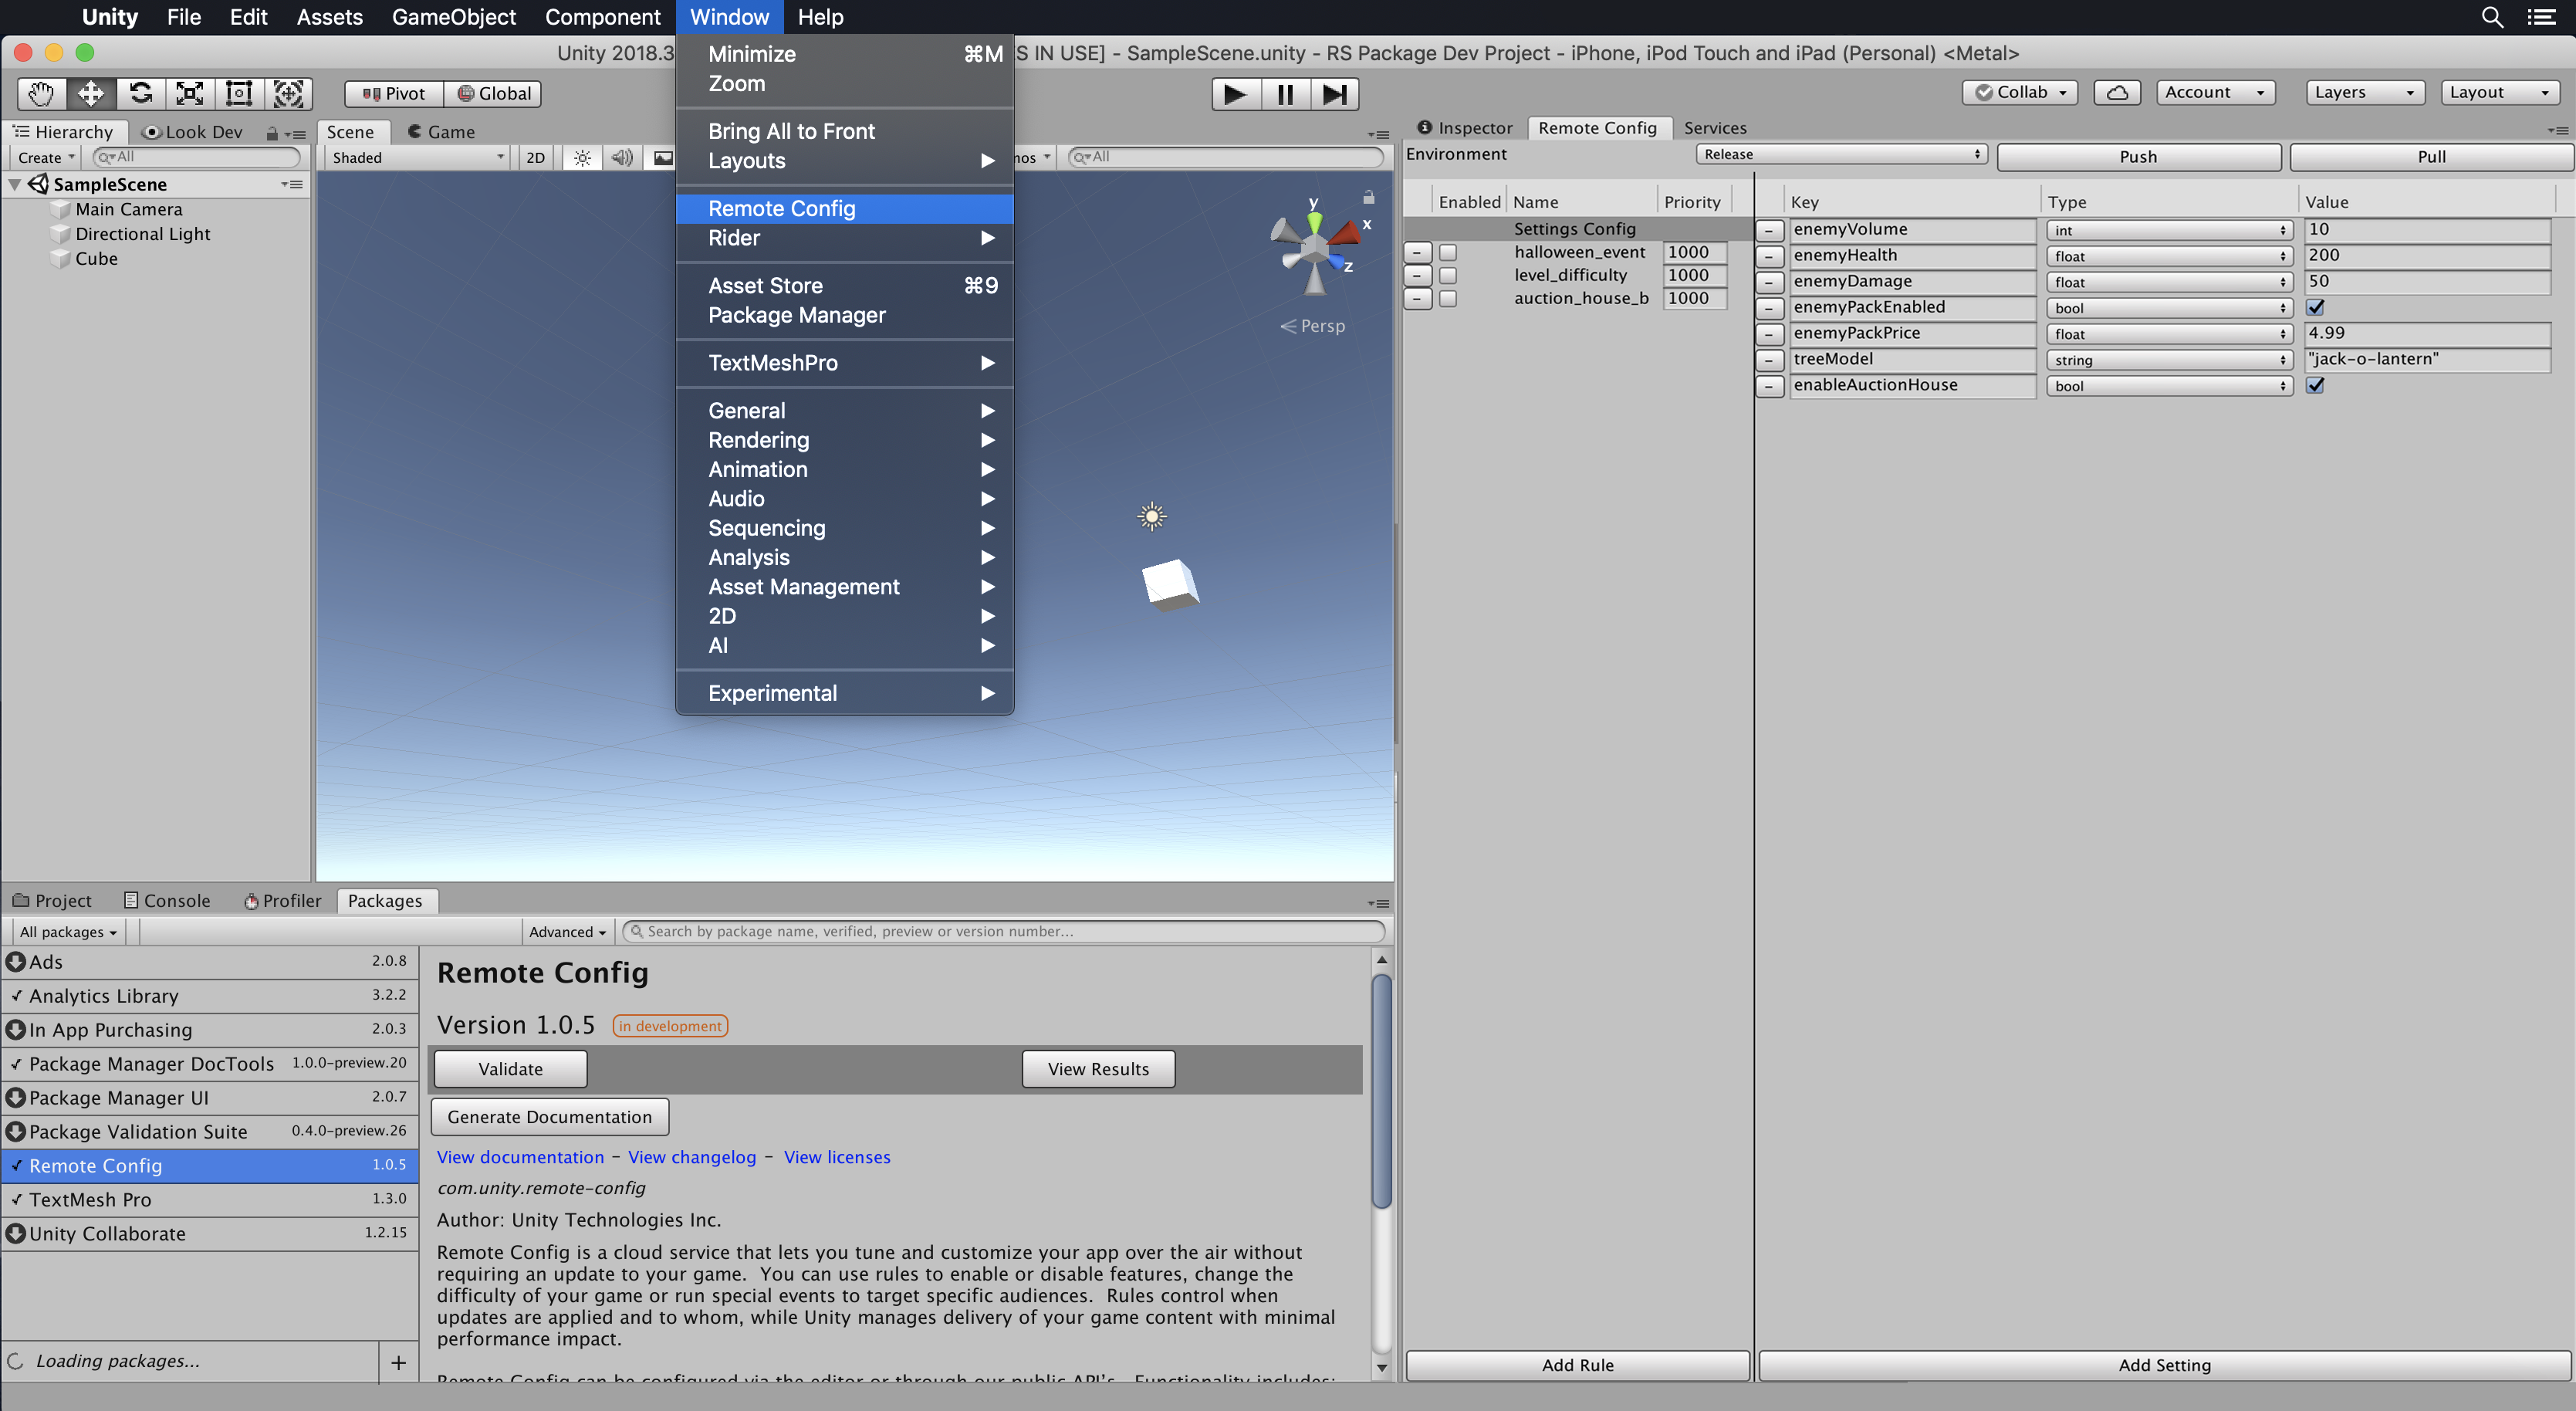 Unity File Edit Assets GameObject Component Window Help
Unity 2018.3
S IN USE] - SampleScene.unity - RS Package Dev Project - iPhone, iPod Touch and iPad (Personal) <Metal>
Pivot Global
Collab Account Layers Layout
Minimize ⌘M
Zoom
Bring All to Front
Layouts
Remote Config
Rider
Asset Store ⌘9
Package Manager
TextMeshPro
General
Rendering
Animation
Audio
Sequencing
Analysis
Asset Management
2D
AI
Experimental
Hierarchy Look Dev
Create All
SampleScene
Main Camera
Directional Light
Cube
Scene Game
Shaded 2D
nos All
y
x
z
Persp
Inspector Remote Config Services
Environment Release Push Pull
Enabled Name Priority
Settings Config
halloween_event 1000
level_difficulty 1000
auction_house_b 1000
Add Rule
Key Type Value
enemyVolume int 10
enemyHealth float 200
enemyDamage float 50
enemyPackEnabled bool
enemyPackPrice float 4.99
treeModel string "jack-o-lantern"
enableAuctionHouse bool
Add Setting
Project Console Profiler Packages
All packages Advanced Search by package name, verified, preview or version number...
Ads 2.0.8
Analytics Library 3.2.2
In App Purchasing 2.0.3
Package Manager DocTools 1.0.0-preview.20
Package Manager UI 2.0.7
Package Validation Suite 0.4.0-preview.26
Remote Config 1.0.5
TextMesh Pro 1.3.0
Unity Collaborate 1.2.15
Loading packages... +
Remote Config
Version 1.0.5 in development
Validate View Results
Generate Documentation
View documentation - View changelog - View licenses
com.unity.remote-config
Author: Unity Technologies Inc.
Remote Config is a cloud service that lets you tune and customize your app over the air without
requiring an update to your game. You can use rules to enable or disable features, change the
difficulty of your game or run special events to target specific audiences. Rules control when
updates are applied and to whom, while Unity manages delivery of your game content with minimal
performance impact.
Remote Config can be configured via the editor or through our public API's. Functionality includes: